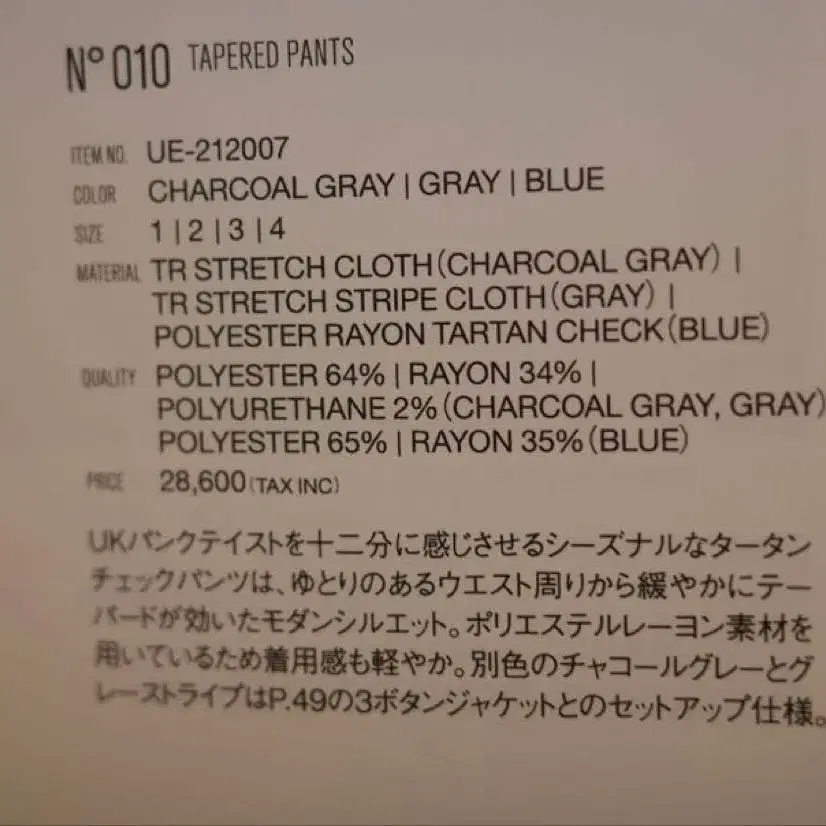 N°010 TAPERED PANTS
ITEM NO. UE-212007
COLOR CHARCOAL GRAY | GRAY | BLUE
SIZE 1 | 2 | 3 | 4
MATERIAL TR STRETCH CLOTH(CHARCOAL GRAY) |
TR STRETCH STRIPE CLOTH(GRAY) |
POLYESTER RAYON TARTAN CHECK(BLUE)
QUALITY POLYESTER 64% | RAYON 34% |
POLYURETHANE 2%(CHARCOAL GRAY, GRAY)
POLYESTER 65% | RAYON 35%(BLUE)
PRICE 28,600(TAX INC)
UKパンクテイストを十二分に感じさせるシーズナルなタータン
チェックパンツは、ゆとりのあるウエスト周りから緩やかにテー
パードが効いたモダンシルエット。ポリエステルレーヨン素材を
用いているため着用感も軽やか。別色のチャコールグレーとグ
レーストライプはP.49の3ボタンジャケットとのセットアップ仕様。